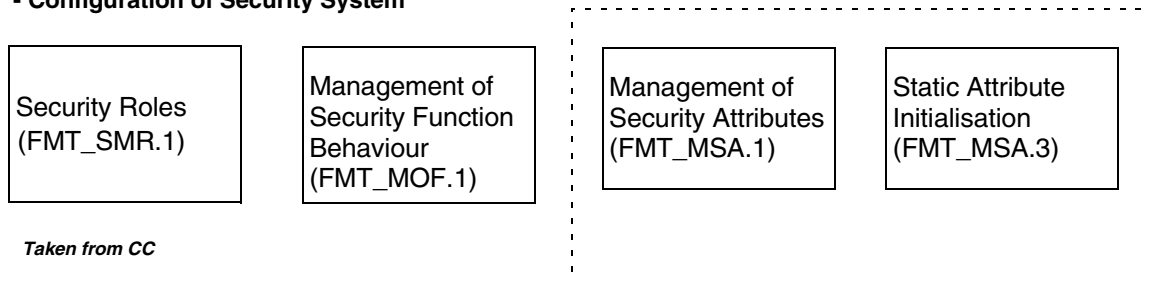 - Configuration of Security System
Security Roles
(FMT_SMR.1)
Management of
Security Function
Behaviour
(FMT_MOF.1)
Management of
Security Attributes
(FMT_MSA.1)
Static Attribute
Initialisation
(FMT_MSA.3)
Taken from CC